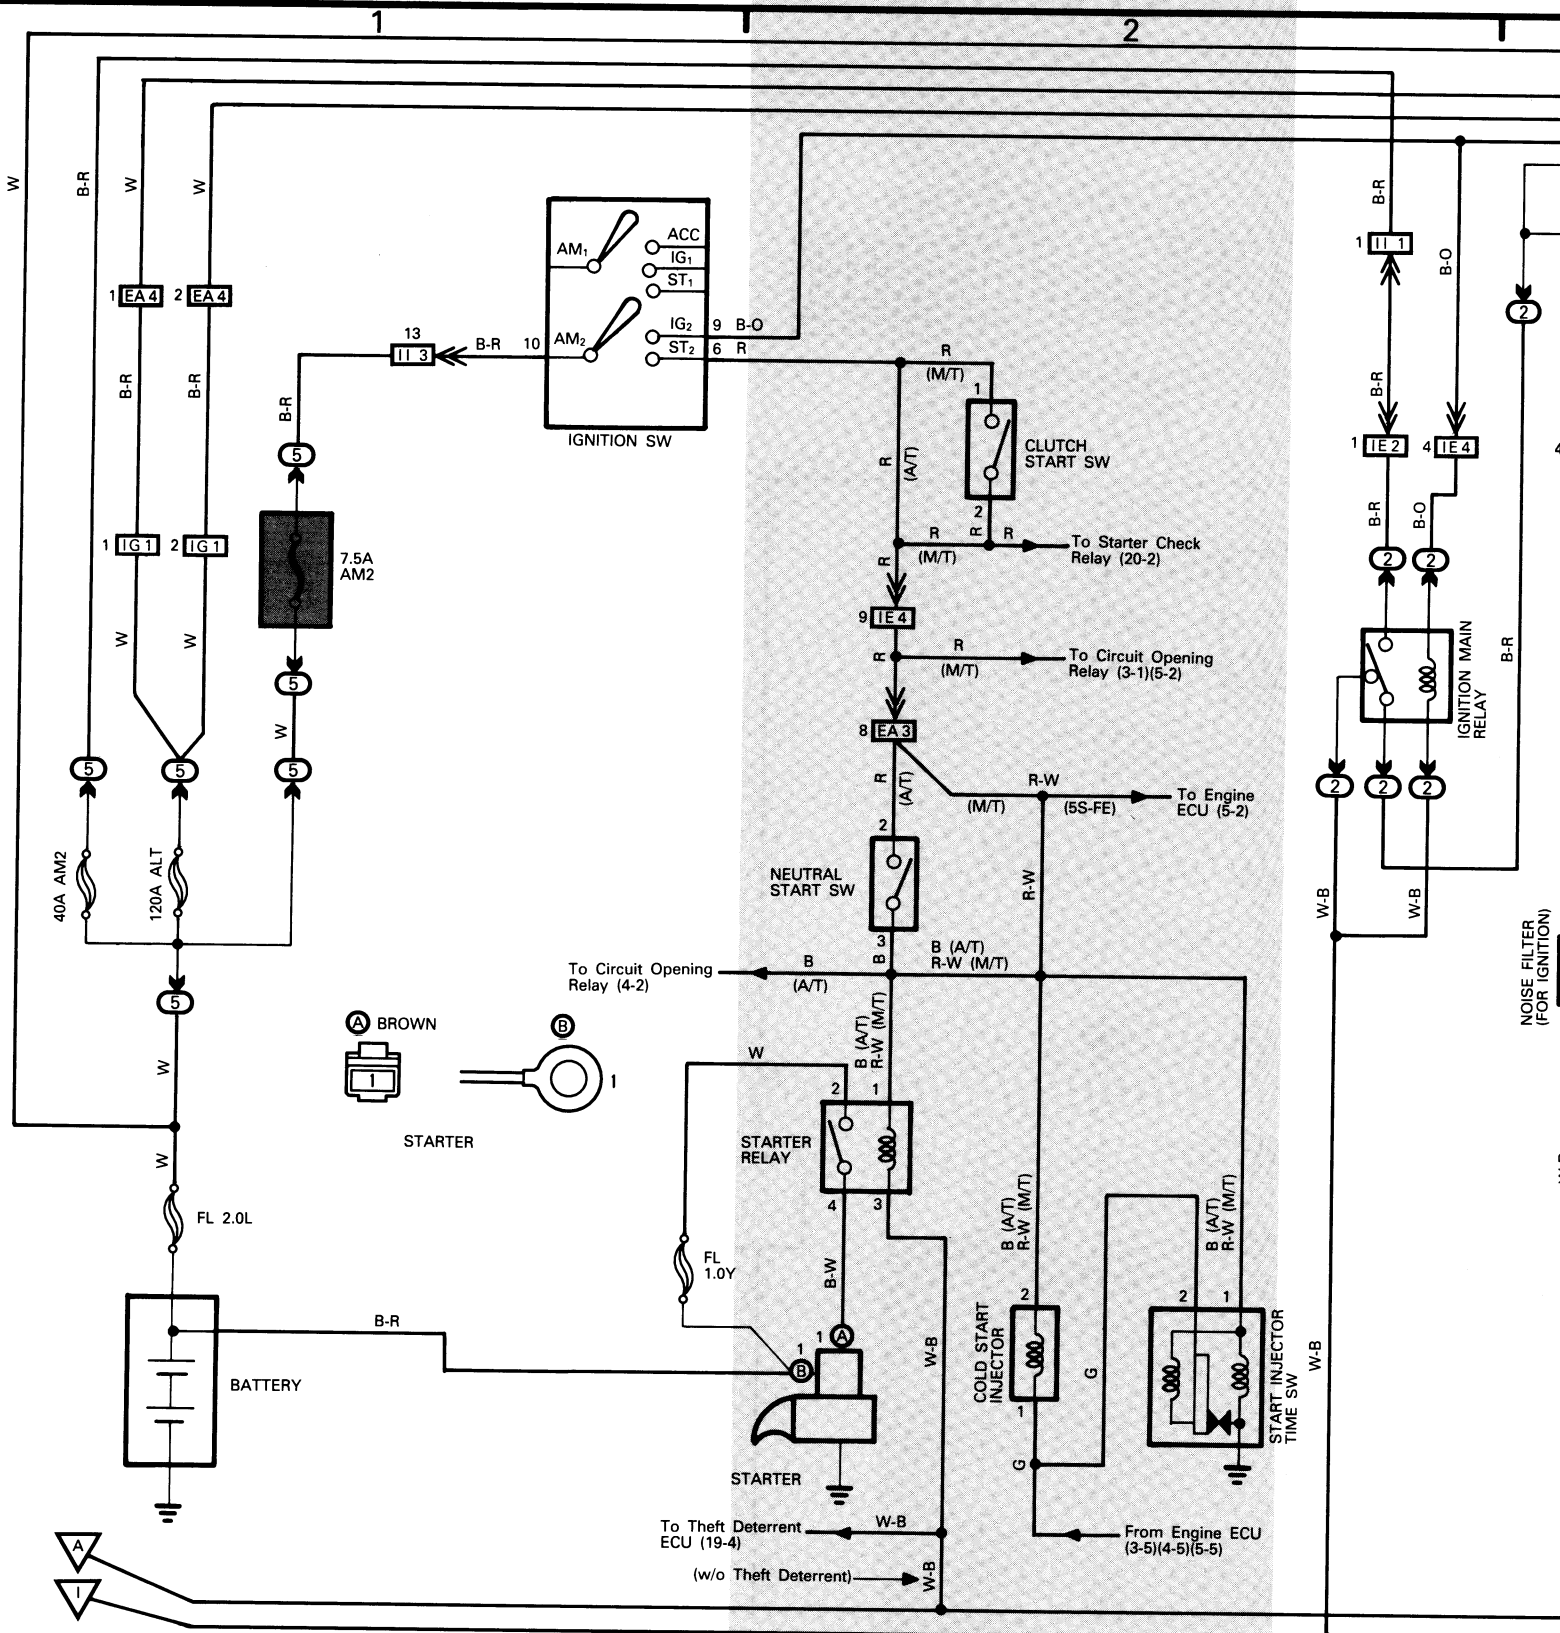 1
2
W
B-R
W
W
ACC
AM1
IG1
ST1
B-R
1 II 1
B-O
1 EA4
2 EA4
2
AM2
IG2
9 B-O
ST2
6 R
13
II 3
B-R
10
IGNITION SW
R
(M/T)
1
CLUTCH
START SW
2
B-R
B-R
B-R
5
R
(A/T)
B-R
1 IE2
4 IE4
4
B-R
B-O
1 IG1
2 IG1
7.5A
AM2
R
(M/T)
R
R
To Starter Check
Relay (20-2)
2
2
R
9 IE4
W
W
R
R
(M/T)
To Circuit Opening
Relay (3-1)(5-2)
B-R
IGNITION MAIN
RELAY
5
W
8 EA3
5
5
5
R
(A/T)
R-W
(M/T)
(5S-FE)
To Engine
ECU (5-2)
2
2
2
40A AM2
120A ALT
2
NEUTRAL
START SW
3
R-W
W-B
W-B
B
B (A/T)
R-W (M/T)
To Circuit Opening
Relay (4-2)
B
(A/T)
NOISE FILTER
(FOR IGNITION)
5
A BROWN
B
1
1
STARTER
W
B (A/T)
R-W (M/T)
W
2
1
STARTER
RELAY
4
3
W
FL 2.0L
FL
1.0Y
B-W
B (A/T)
R-W (M/T)
B (A/T)
R-W (M/T)
B-R
1 A
1
B
W-B
2
COLD START
INJECTOR
1
G
2
1
START INJECTOR
TIME SW
W-B
BATTERY
G
STARTER
To Theft Deterrent
ECU (19-4)
W-B
From Engine ECU
(3-5)(4-5)(5-5)
(w/o Theft Deterrent)
W-B
A
I